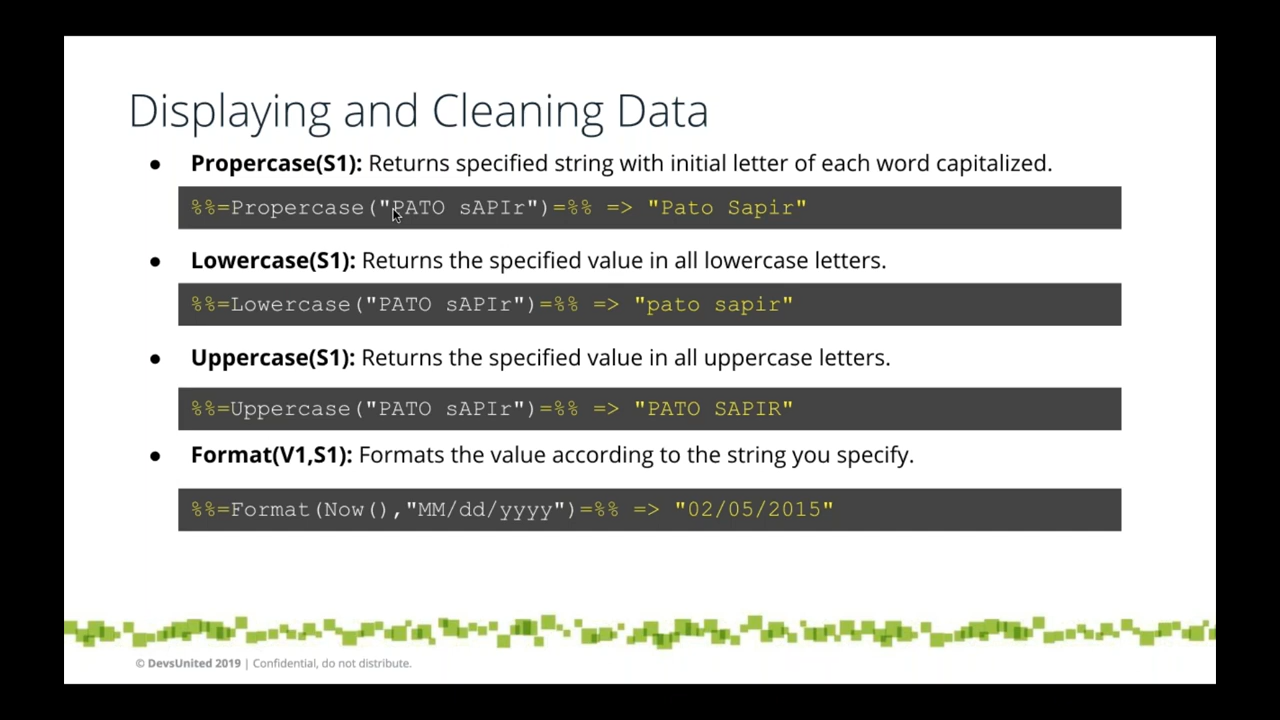 Displaying and Cleaning Data
● Propercase(S1): Returns specified string with initial letter of each word capitalized.
%%=Propercase("PATO sAPIr")=%% => "Pato Sapir"
● Lowercase(S1): Returns the specified value in all lowercase letters.
%%=Lowercase("PATO sAPIr")=%% => "pato sapir"
● Uppercase(S1): Returns the specified value in all uppercase letters.
%%=Uppercase("PATO sAPIr")=%% => "PATO SAPIR"
● Format(V1,S1): Formats the value according to the string you specify.
%%=Format(Now(),"MM/dd/yyyy")=%% => "02/05/2015"
© DevsUnited 2019 | Confidential, do not distribute.